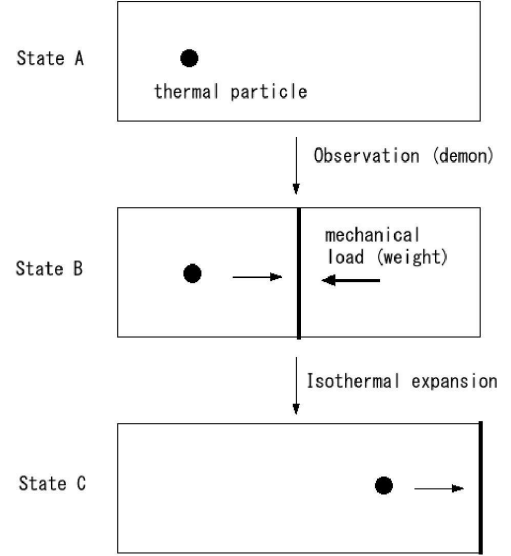 State A
thermal particle
Observation (demon)
State B
mechanical
load (weight)
Isothermal expansion
State C